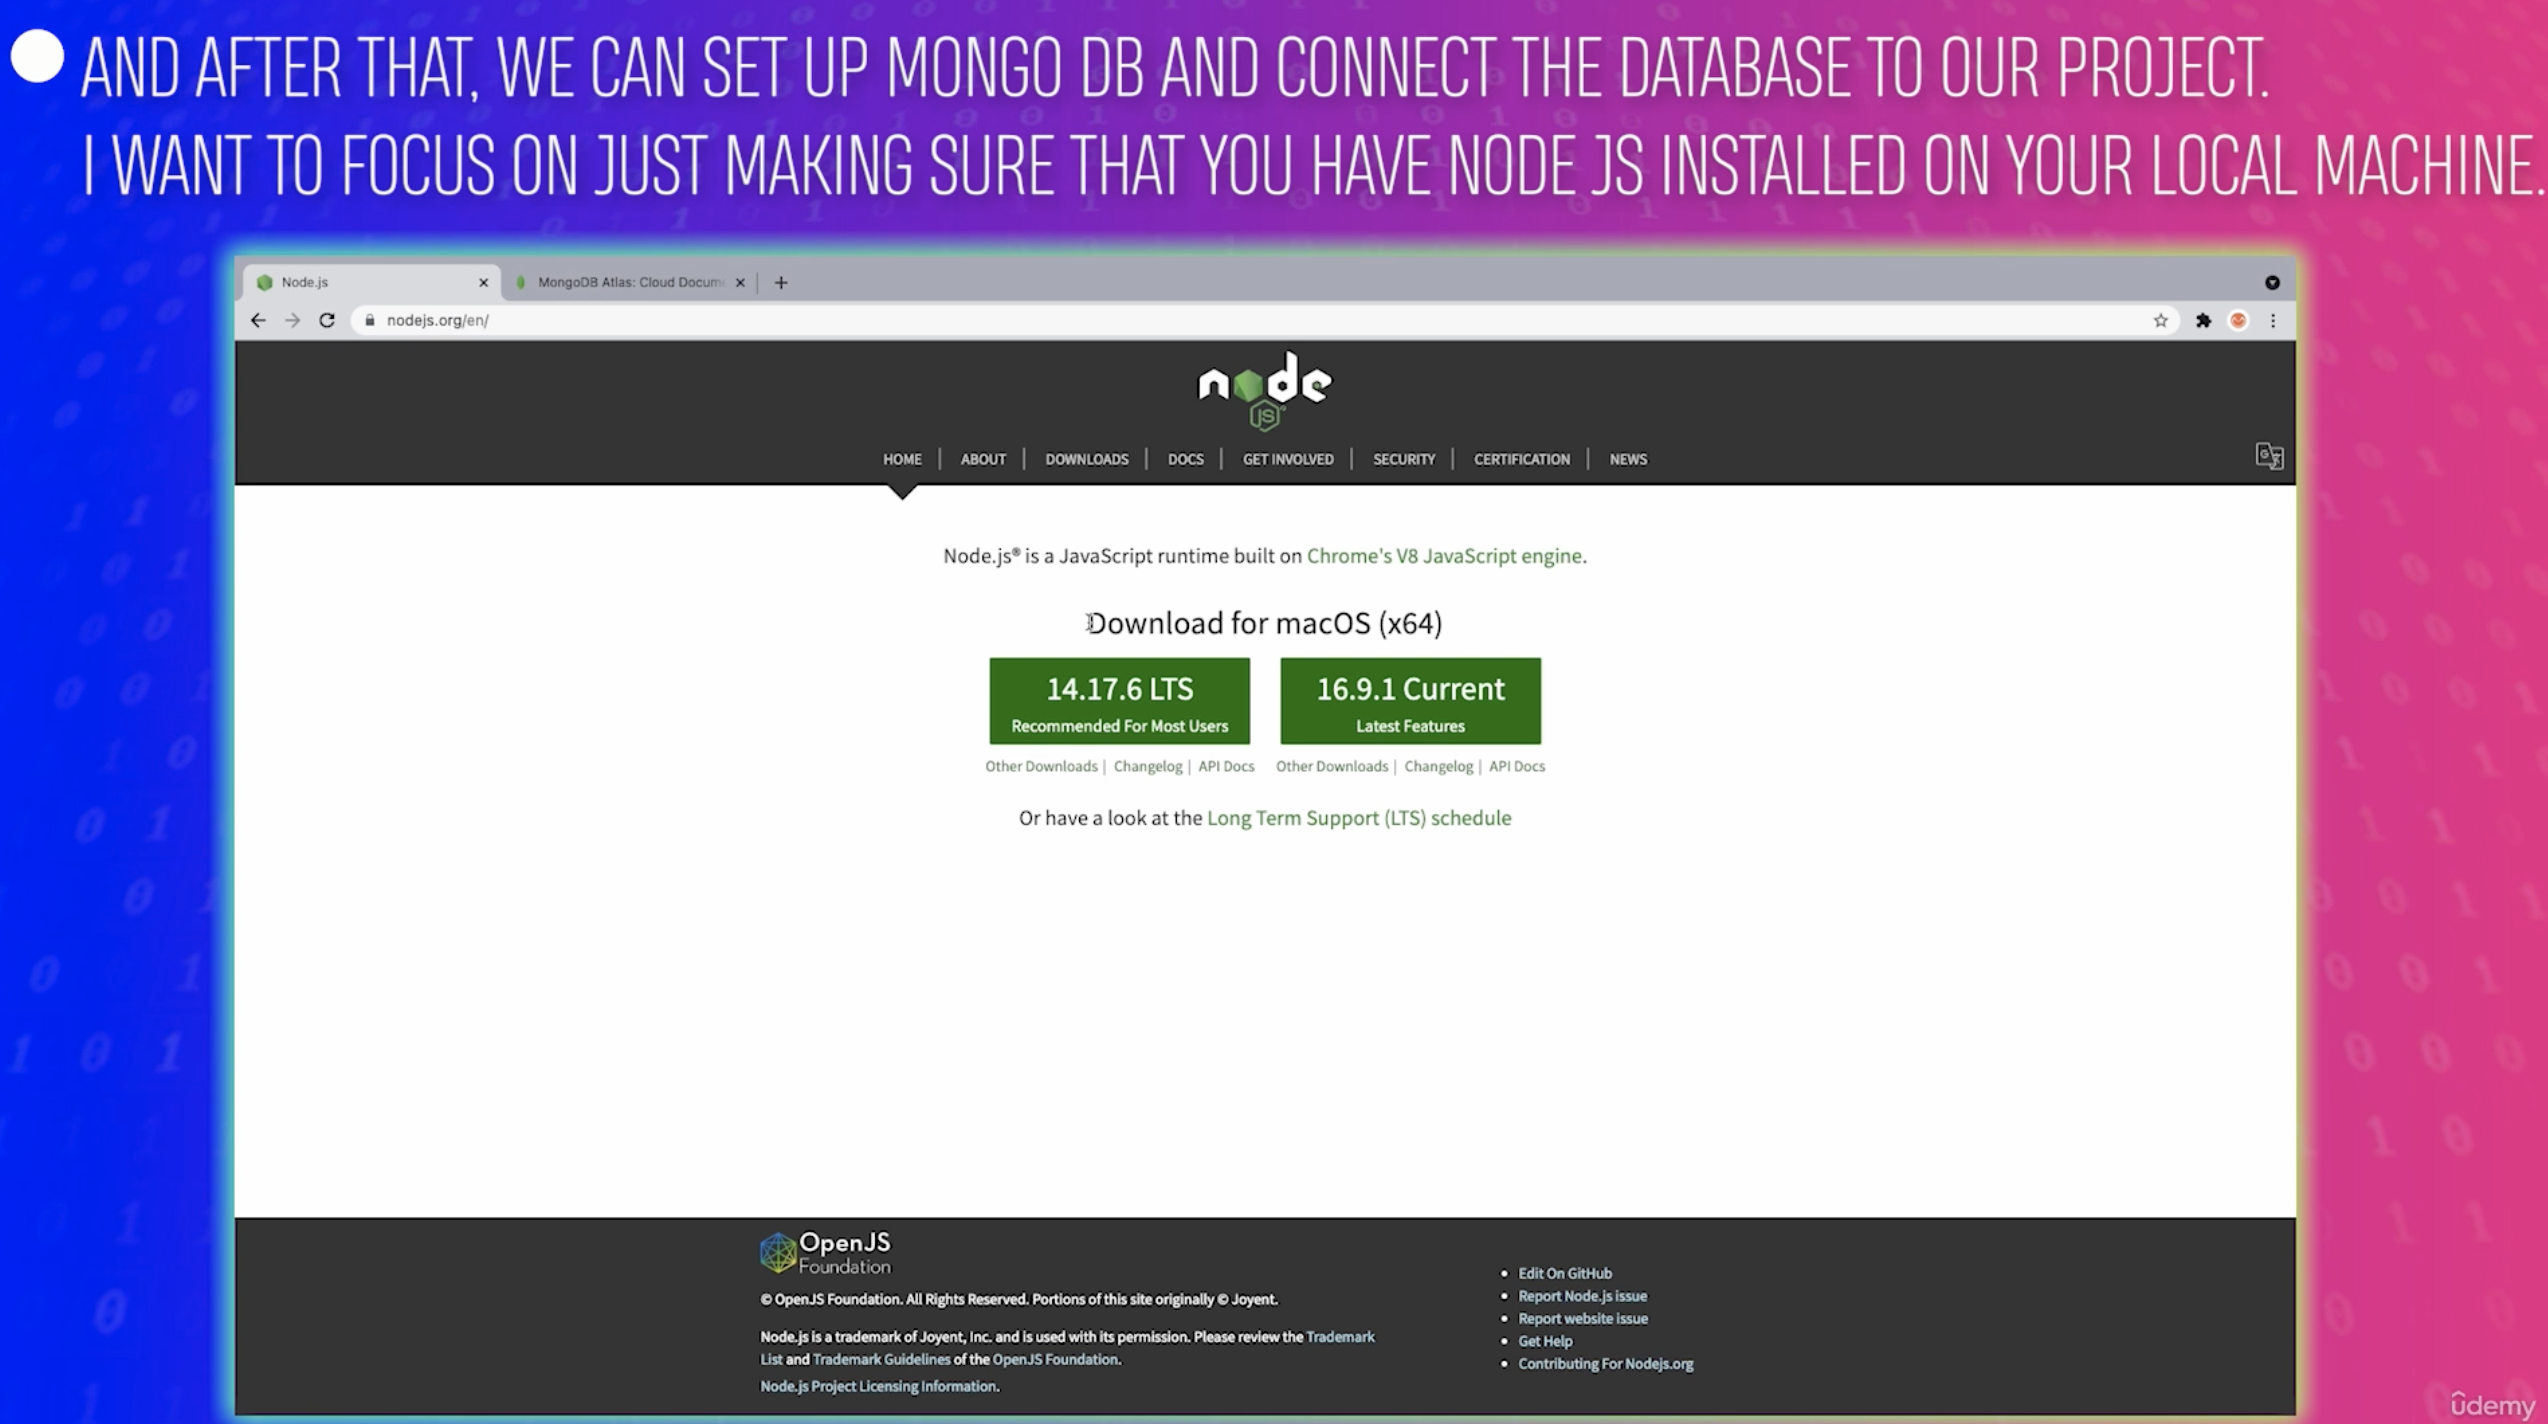 AND AFTER THAT, WE CAN SET UP MONGO DB AND CONNECT THE DATABASE TO OUR PROJECT.
I WANT TO FOCUS ON JUST MAKING SURE THAT YOU HAVE NODE JS INSTALLED ON YOUR LOCAL MACHINE.
Node.js
MongoDB Atlas: Cloud Docum
nodejs.org/en/
node
JS
HOME | ABOUT | DOWNLOADS | DOCS | GET INVOLVED | SECURITY | CERTIFICATION | NEWS
Node.js® is a JavaScript runtime built on Chrome's V8 JavaScript engine.
Download for macOS (x64)
14.17.6 LTS
Recommended For Most Users
16.9.1 Current
Latest Features
Other Downloads | Changelog | API Docs
Other Downloads | Changelog | API Docs
Or have a look at the Long Term Support (LTS) schedule
OpenJS
Foundation
© OpenJS Foundation. All Rights Reserved. Portions of this site originally © Joyent.
Node.js is a trademark of Joyent, Inc. and is used with its permission. Please review the Trademark
List and Trademark Guidelines of the OpenJS Foundation.
Node.js Project Licensing Information.
Edit On GitHub
Report Node.js issue
Report website issue
Get Help
Contributing For Nodejs.org
ûdemy